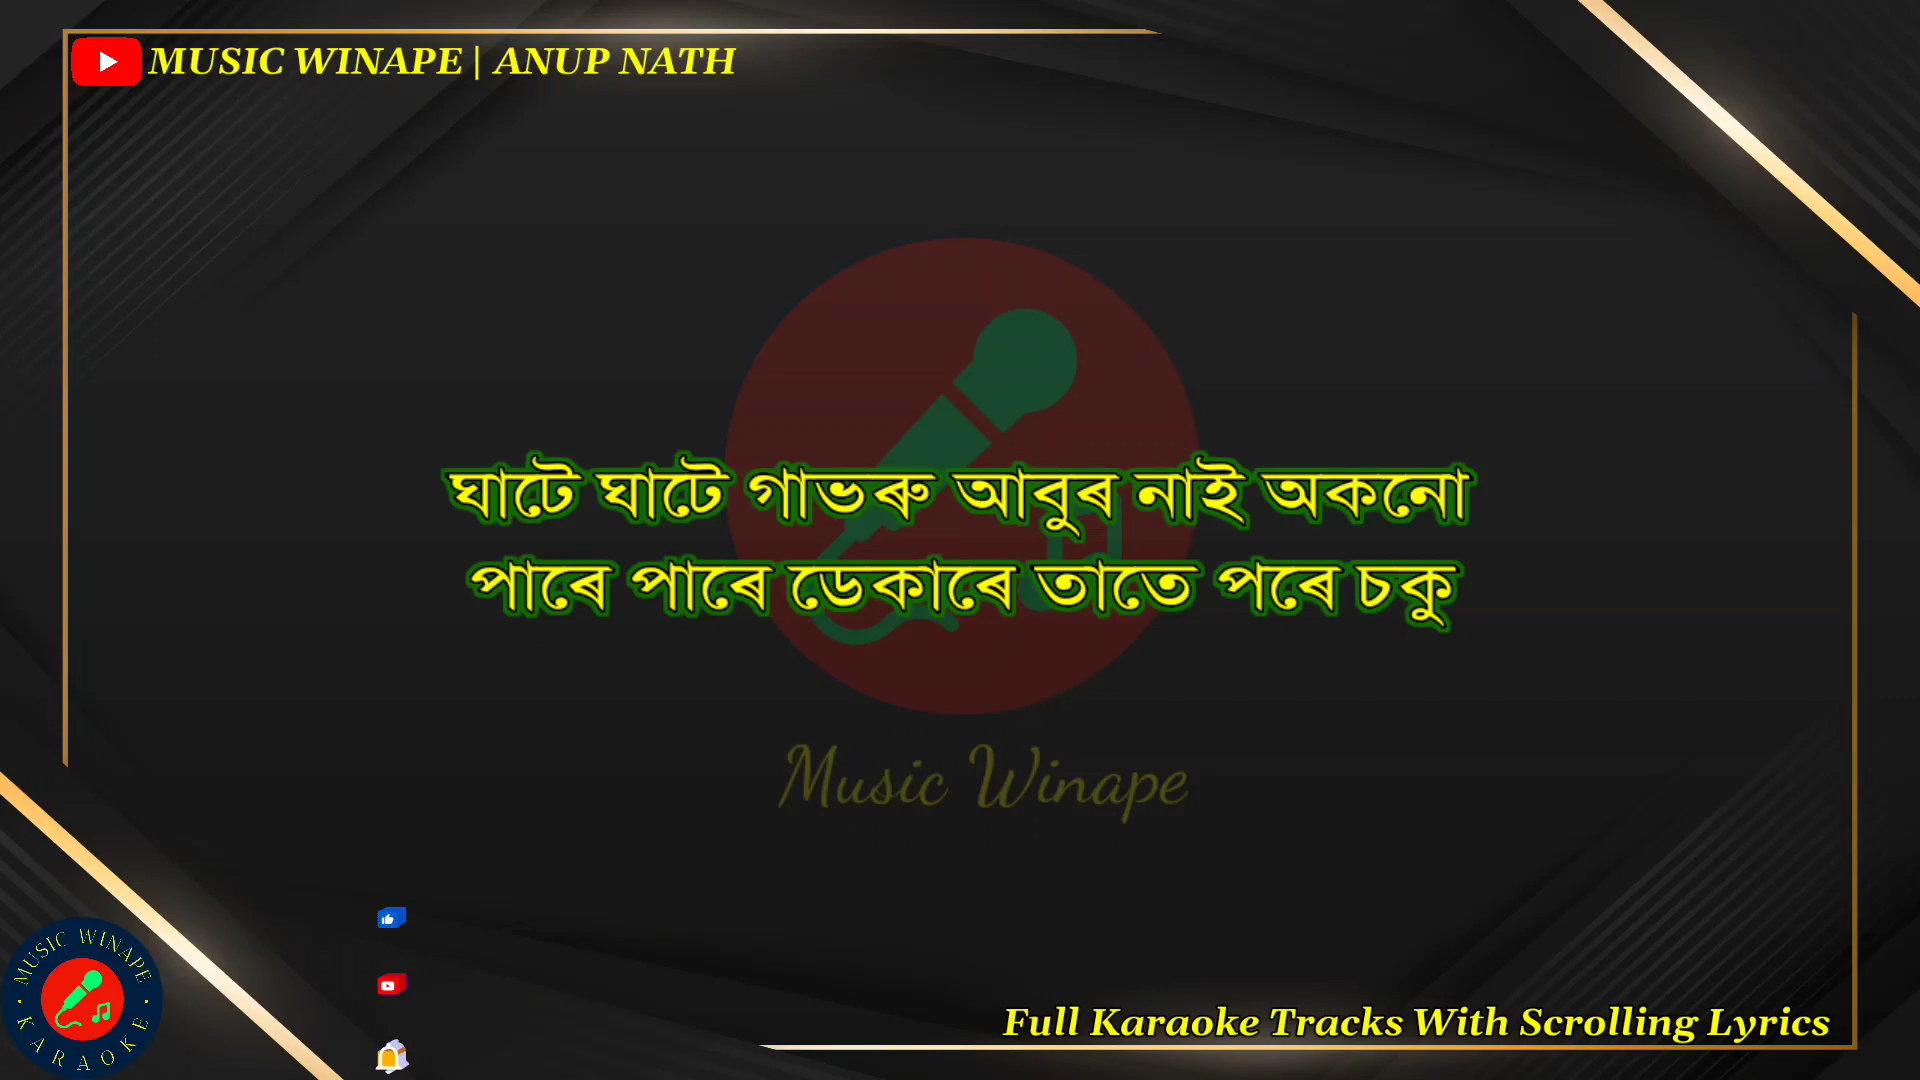 MUSIC WINAPE | ANUP NATH
ঘাটে ঘাটে গাভৰু আবুৰ নাই অকনো
পাৰে পাৰে ডেকাৰে তাতে পৰে চকু
Music Winape
MUSIC WINAPE
KARAOKE
Full Karaoke Tracks With Scrolling Lyrics